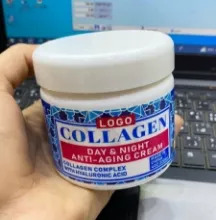 LOGO
COLLAGEN
DAY & NIGHT
ANTI-AGING CREAM
COLLAGEN COMPLEX
WITH HYALURONIC ACID